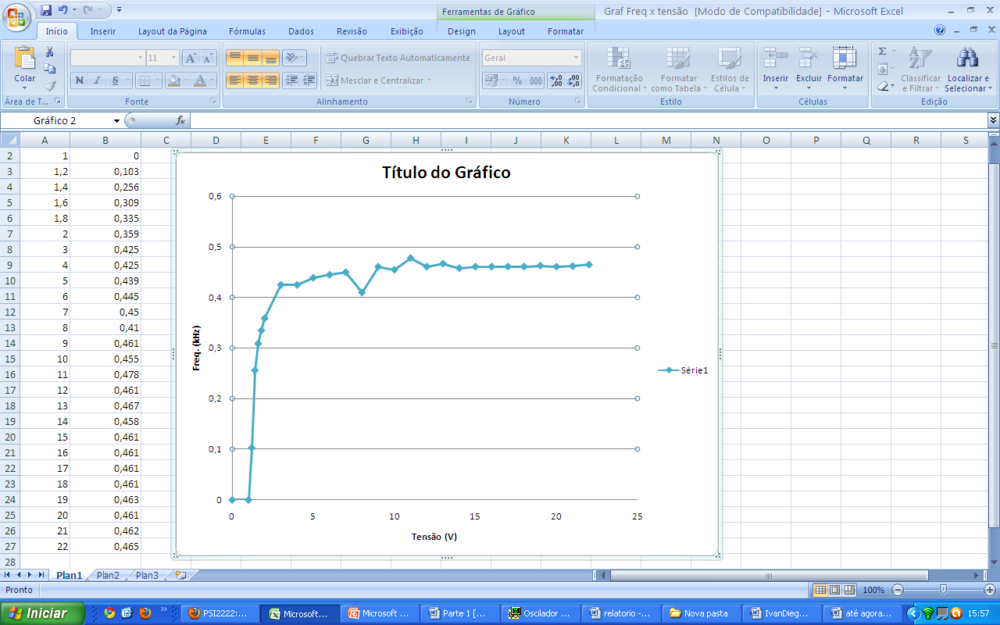 Ferramentas de Gráfico
Graf Freq x tensão  [Modo de Compatibilidade] - Microsoft Excel
Início Inserir Layout da Página Fórmulas Dados Revisão Exibição Design Layout Formatar
Colar
Área de T...
11
N I S
A A
A
Fonte
Quebrar Texto Automaticamente
Mesclar e Centralizar
Alinhamento
Geral
% 000
,0 ,00
,00 ,0
Número
Formatação Condicional
Formatar como Tabela
Estilos de Célula
Estilo
Inserir Excluir Formatar
Células
Σ
Classificar e Filtrar
Localizar e Selecionar
Edição
Gráfico 2 fx
A B C D E F G H I J K L M N O P Q R S
2 1 0
3 1,2 0,103
4 1,4 0,256
5 1,6 0,309
6 1,8 0,335
7 2 0,359
8 3 0,425
9 4 0,425
10 5 0,439
11 6 0,445
12 7 0,45
13 8 0,41
14 9 0,461
15 10 0,455
16 11 0,478
17 12 0,461
18 13 0,467
19 14 0,458
20 15 0,461
21 16 0,461
22 17 0,461
23 18 0,461
24 19 0,463
25 20 0,461
26 21 0,462
27 22 0,465
28
Título do Gráfico
0,6
0,5
0,4
0,3
0,2
0,1
0
Freq. (kHz)
0 5 10 15 20 25
Tensão (V)
Série1
Plan1 Plan2 Plan3
Pronto
100%
Iniciar
PSI2222:...
Microsoft...
Microsoft ...
Parte 1 [...
Oscilador ...
relatorio -...
Nova pasta
IvanDieg...
até agora...
15:57